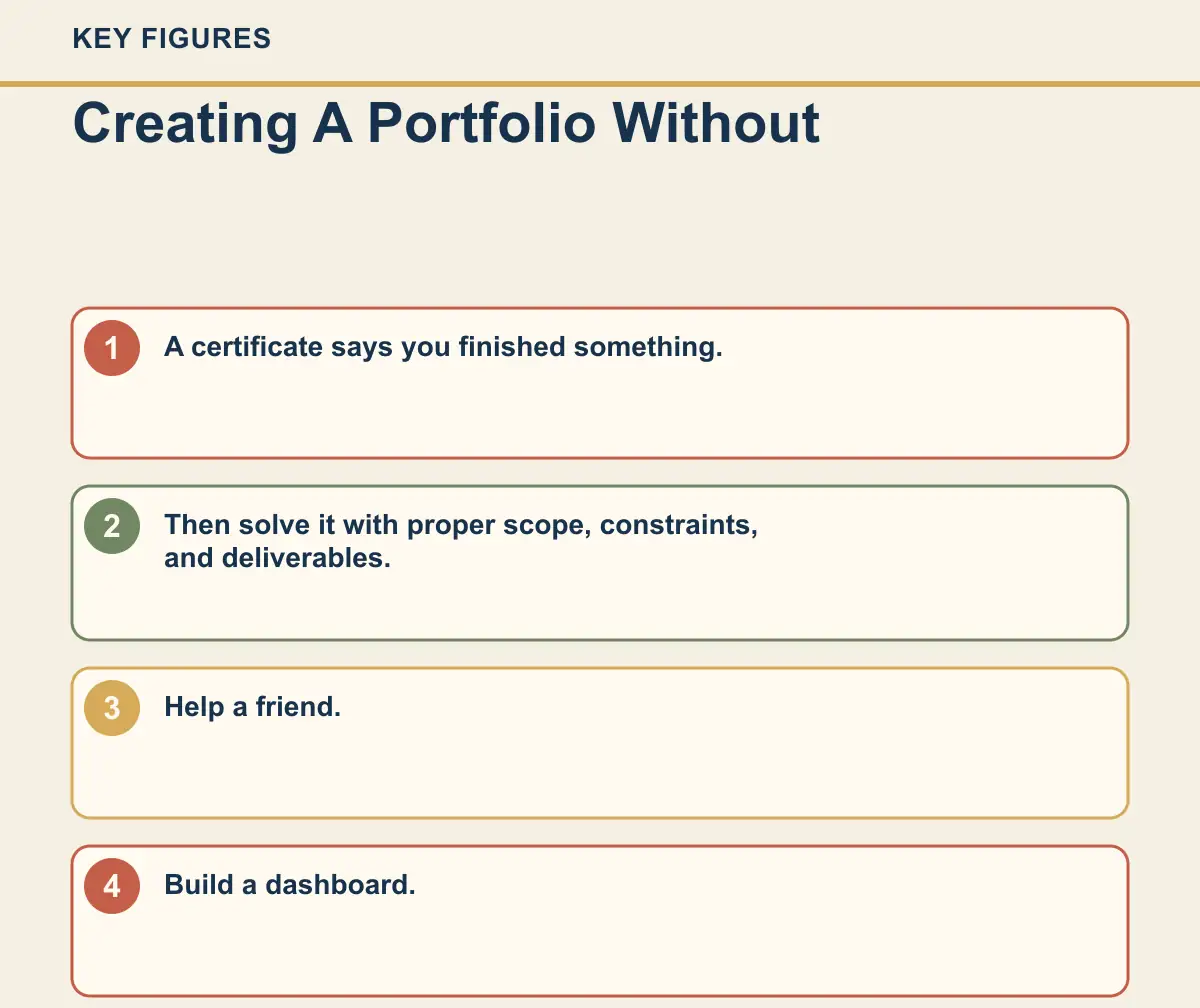 KEY FIGURES
Creating A Portfolio Without
1
A certificate says you finished something.
2
Then solve it with proper scope, constraints,
and deliverables.
3
Help a friend.
4
Build a dashboard.